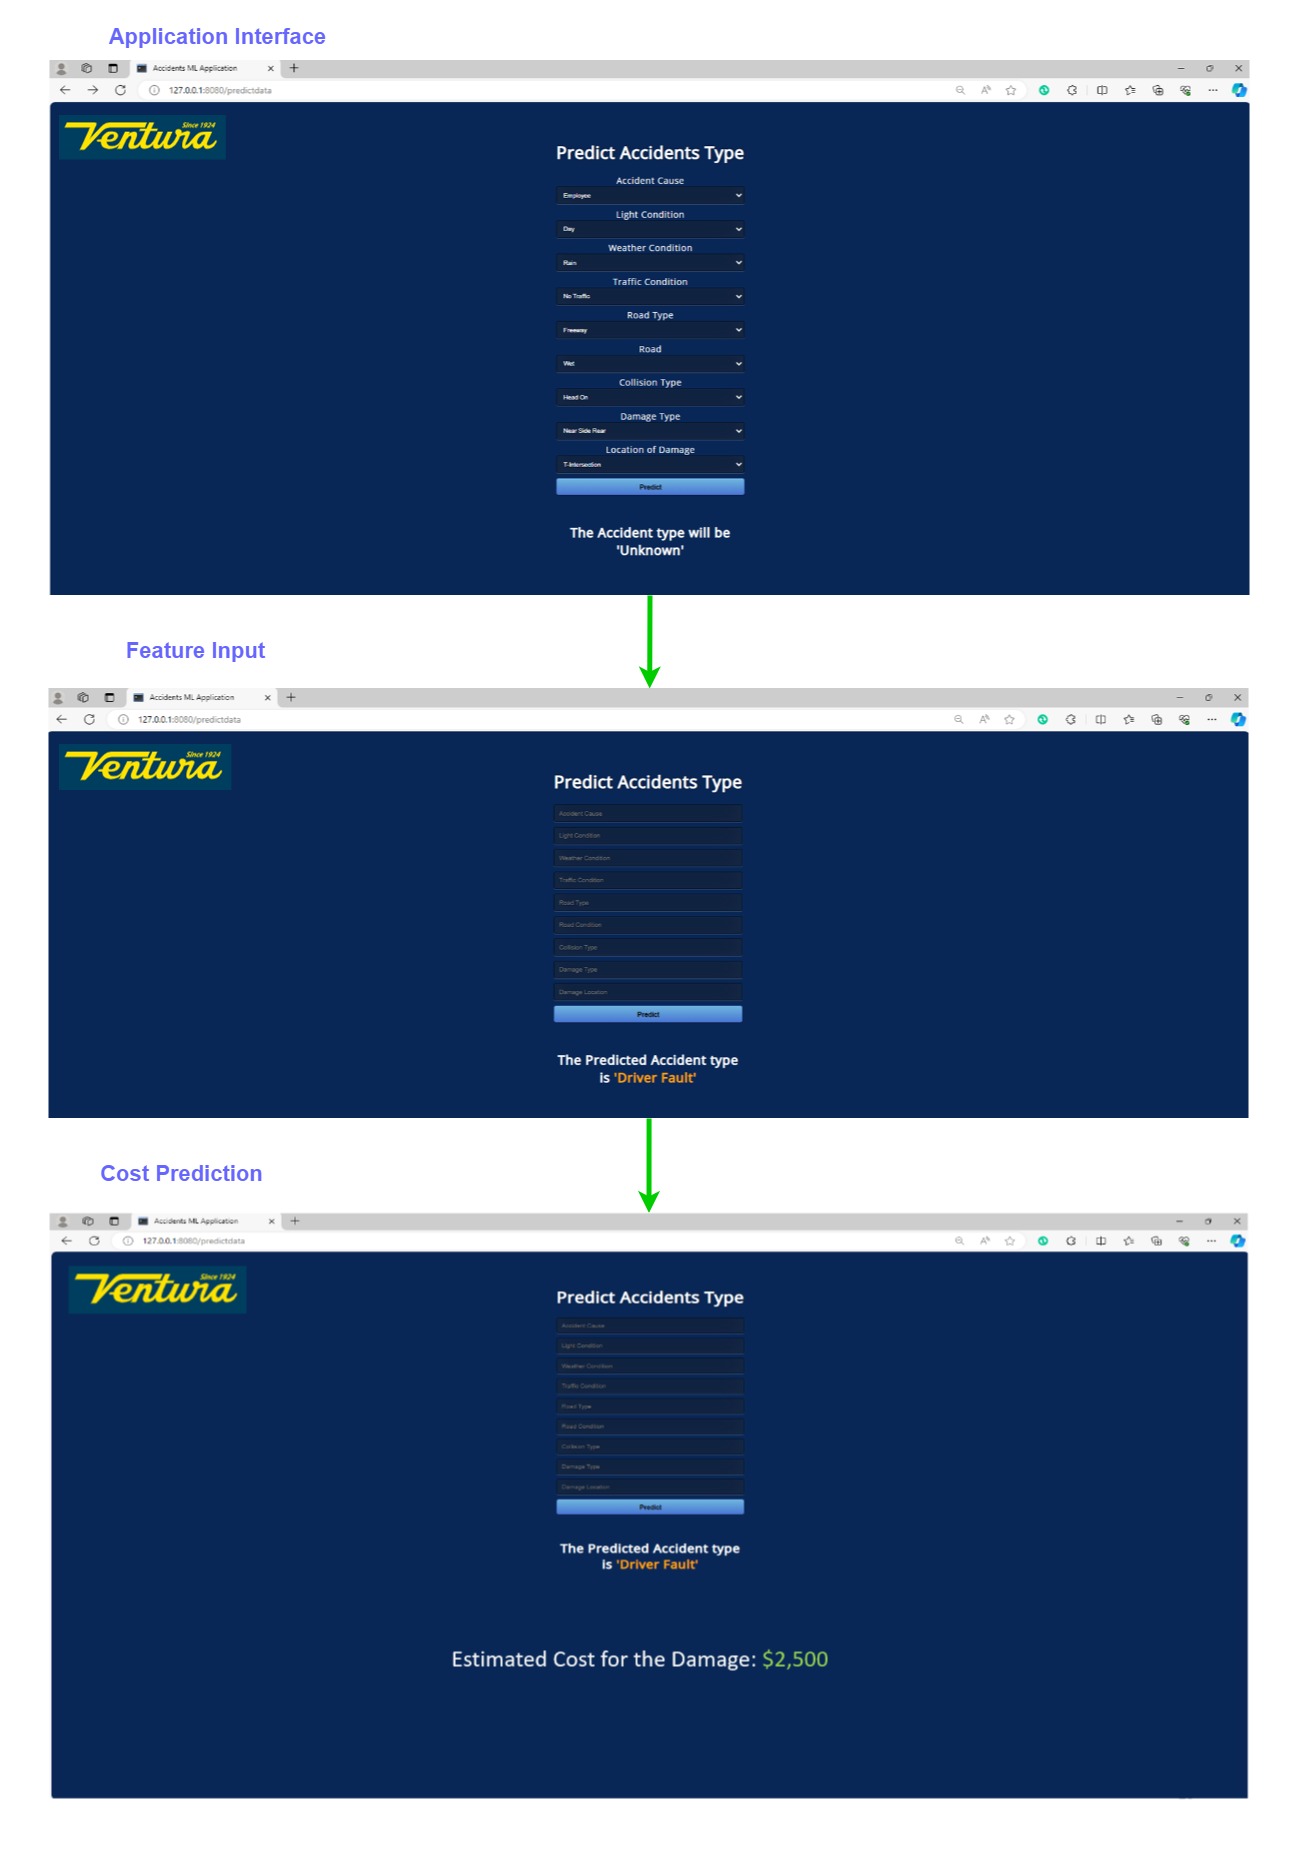 Application Interface
Accidents ML Application
127.0.0.1:8080/predictdata
Since 1924
Ventura
Predict Accidents Type
Accident Cause
Employee
Light Condition
Day
Weather Condition
Rain
Traffic Condition
No Traffic
Road Type
Freeway
Road
Wet
Collision Type
Head On
Damage Type
Near Side Rear
Location of Damage
T-Intersection
Predict
The Accident type will be
'Unknown'
Feature Input
Accidents ML Application
127.0.0.1:8080/predictdata
Since 1924
Ventura
Predict Accidents Type
Accident Cause
Light Condition
Weather Condition
Traffic Condition
Road Type
Road Condition
Collision Type
Damage Type
Damage Location
Predict
The Predicted Accident type
is 'Driver Fault'
Cost Prediction
Accidents ML Application
127.0.0.1:8080/predictdata
Since 1924
Ventura
Predict Accidents Type
Accident Cause
Light Condition
Weather Condition
Traffic Condition
Road Type
Road Condition
Collision Type
Damage Type
Damage Location
Predict
The Predicted Accident type
is 'Driver Fault'
Estimated Cost for the Damage: $2,500